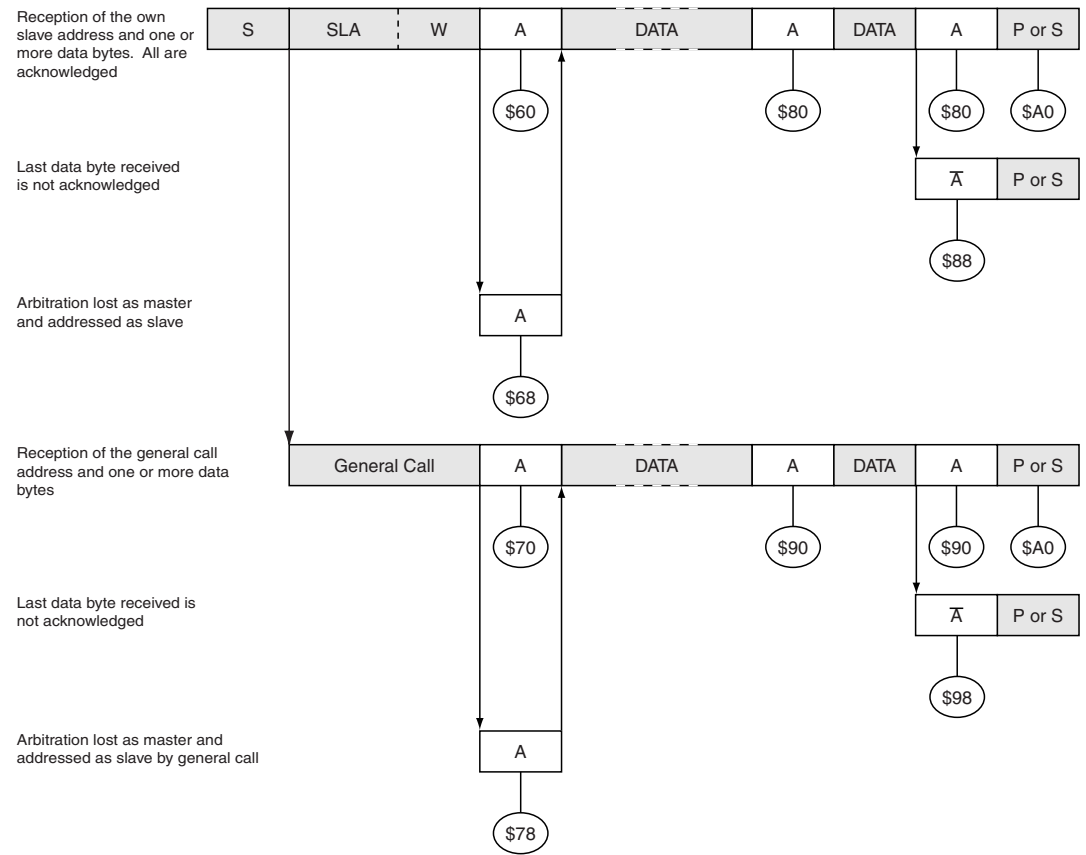 Reception of the own
slave address and one or
more data bytes. All are
acknowledged
S SLA W A DATA A DATA A P or S
$60 $80 $80 $A0
Last data byte received
is not acknowledged
A̅ P or S
$88
Arbitration lost as master
and addressed as slave
A
$68
Reception of the general call
address and one or more data
bytes
General Call A DATA A DATA A P or S
$70 $90 $90 $A0
Last data byte received is
not acknowledged
A̅ P or S
$98
Arbitration lost as master and
addressed as slave by general call
A
$78